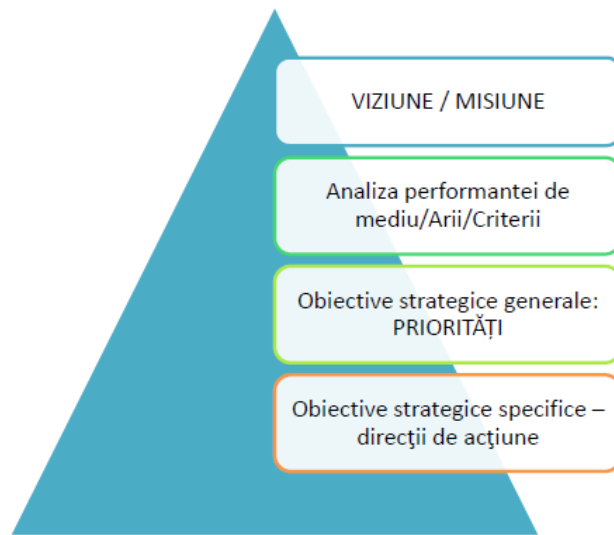 VIZIUNE / MISIUNE
Analiza performantei de
mediu/Arii/Criterii
Obiective strategice generale:
PRIORITĂȚI
Obiective strategice specifice –
direcţii de acţiune